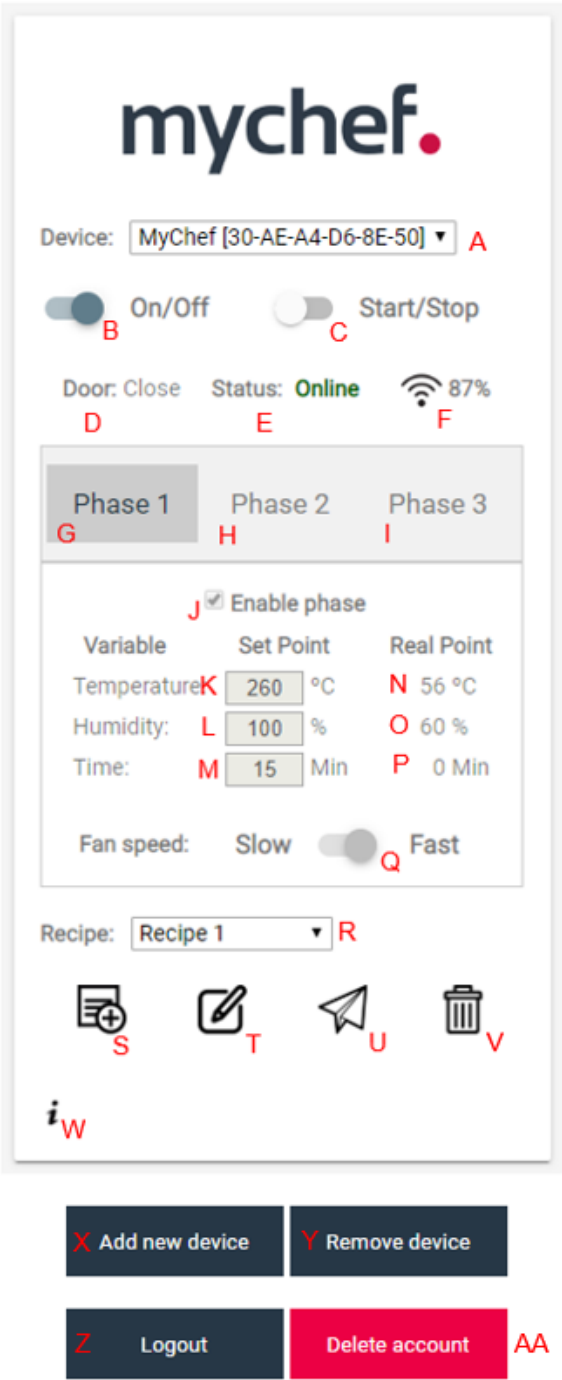 mychef.
Device: MyChef [30-AE-A4-D6-8E-50] A
B On/Off C Start/Stop
Door: Close Status: Online 87%
D E F
Phase 1 Phase 2 Phase 3
G H I
J Enable phase
Variable Set Point Real Point
Temperature K 260 ºC N 56 ºC
Humidity: L 100 % O 60 %
Time: M 15 Min P 0 Min
Fan speed: Slow Q Fast
Recipe: Recipe 1 R
S T U V
i W
X Add new device Y Remove device
Z Logout Delete account AA